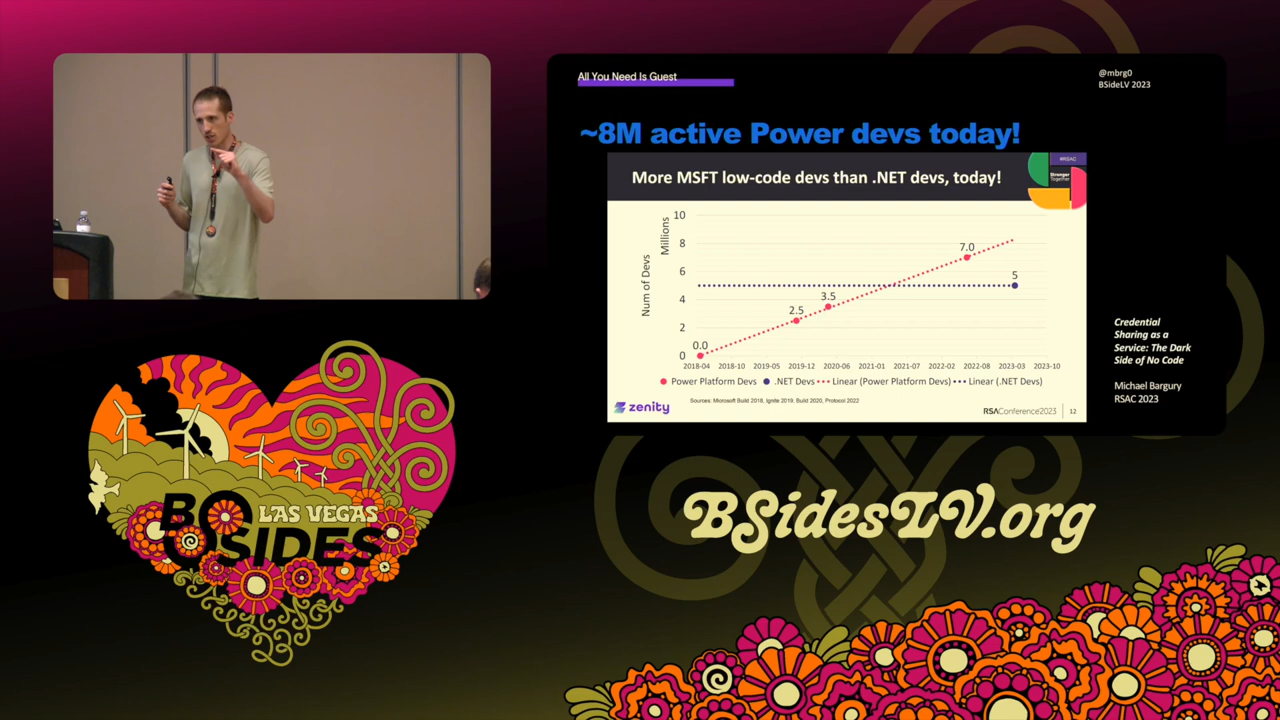 All You Need Is Guest
@mbrg0
BSideLV 2023
~8M active Power devs today!
More MSFT low-code devs than .NET devs, today!
#RSAC
Stronger
Together
Num of Devs
Millions
10
8
6
4
2
0
0.0
2.5
3.5
7.0
5
2018-04 2018-10 2019-05 2019-12 2020-06 2021-01 2021-07 2022-02 2022-08 2023-03 2023-10
Power Platform Devs .NET Devs Linear (Power Platform Devs) Linear (.NET Devs)
Sources: Microsoft Build 2018, Ignite 2019, Build 2020, Protocol 2022
zenity
RSAConference2023
12
Credential
Sharing as a
Service: The Dark
Side of No Code
Michael Bargury
RSAC 2023
LAS VEGAS
BSIDES
BSidesLV.org